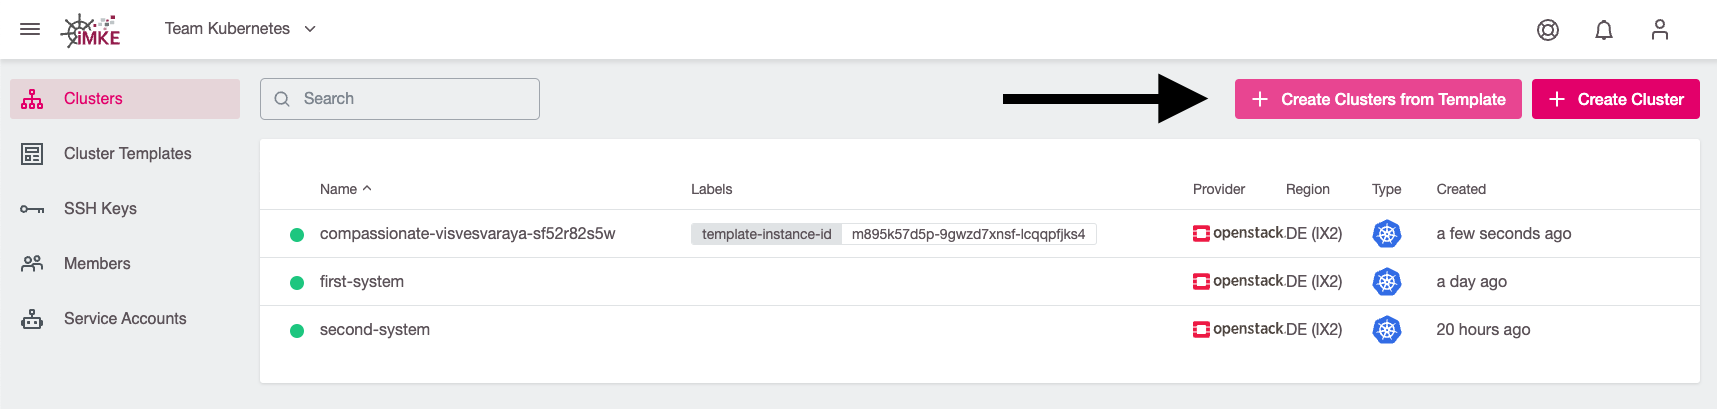 iMKE Team Kubernetes
Clusters Search Create Clusters from Template Create Cluster
Cluster Templates
Name Labels Provider Region Type Created
SSH Keys
compassionate-visvesvaraya-sf52r82s5w template-instance-id m895k57d5p-9gwzd7xnsf-lcqqpfjks4 openstack. DE (IX2) a few seconds ago
Members
first-system openstack. DE (IX2) a day ago
Service Accounts
second-system openstack. DE (IX2) 20 hours ago